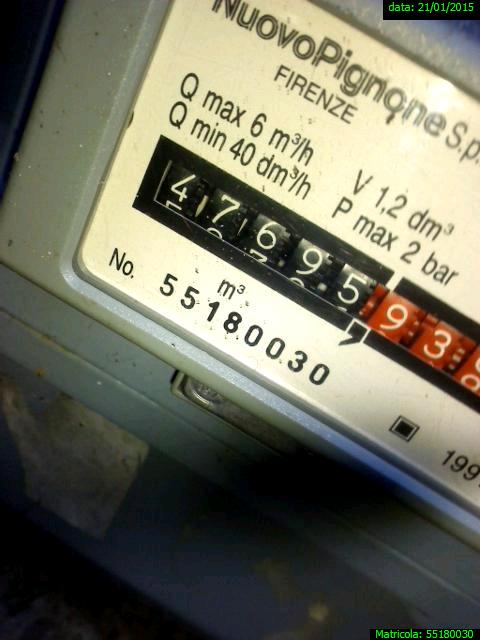 data: 21/01/2015
NuovoPignone S.p.
FIRENZE
Q max 6 m³/h
Q min 40 dm³/h
V 1,2 dm³
P max 2 bar
4 7 6 9 5 , 9 3
m³
No. 55180030
199
Matricola: 55180030